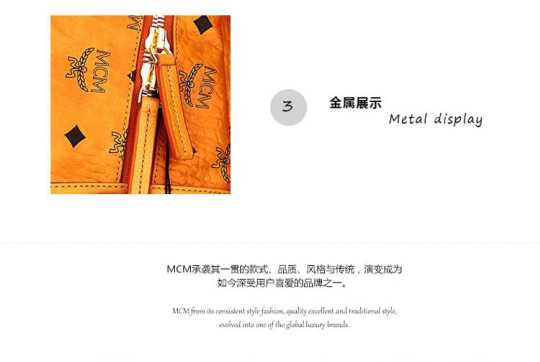 MCM
MCM
3
金属展示
Metal display
MCM承袭其一贯的款式、品质、风格与传统，演变成为
如今深受用户喜爱的品牌之一。
MCM from its consistent style fashion, quality excellent and traditional style,
evolved into one of the global luxury brands.